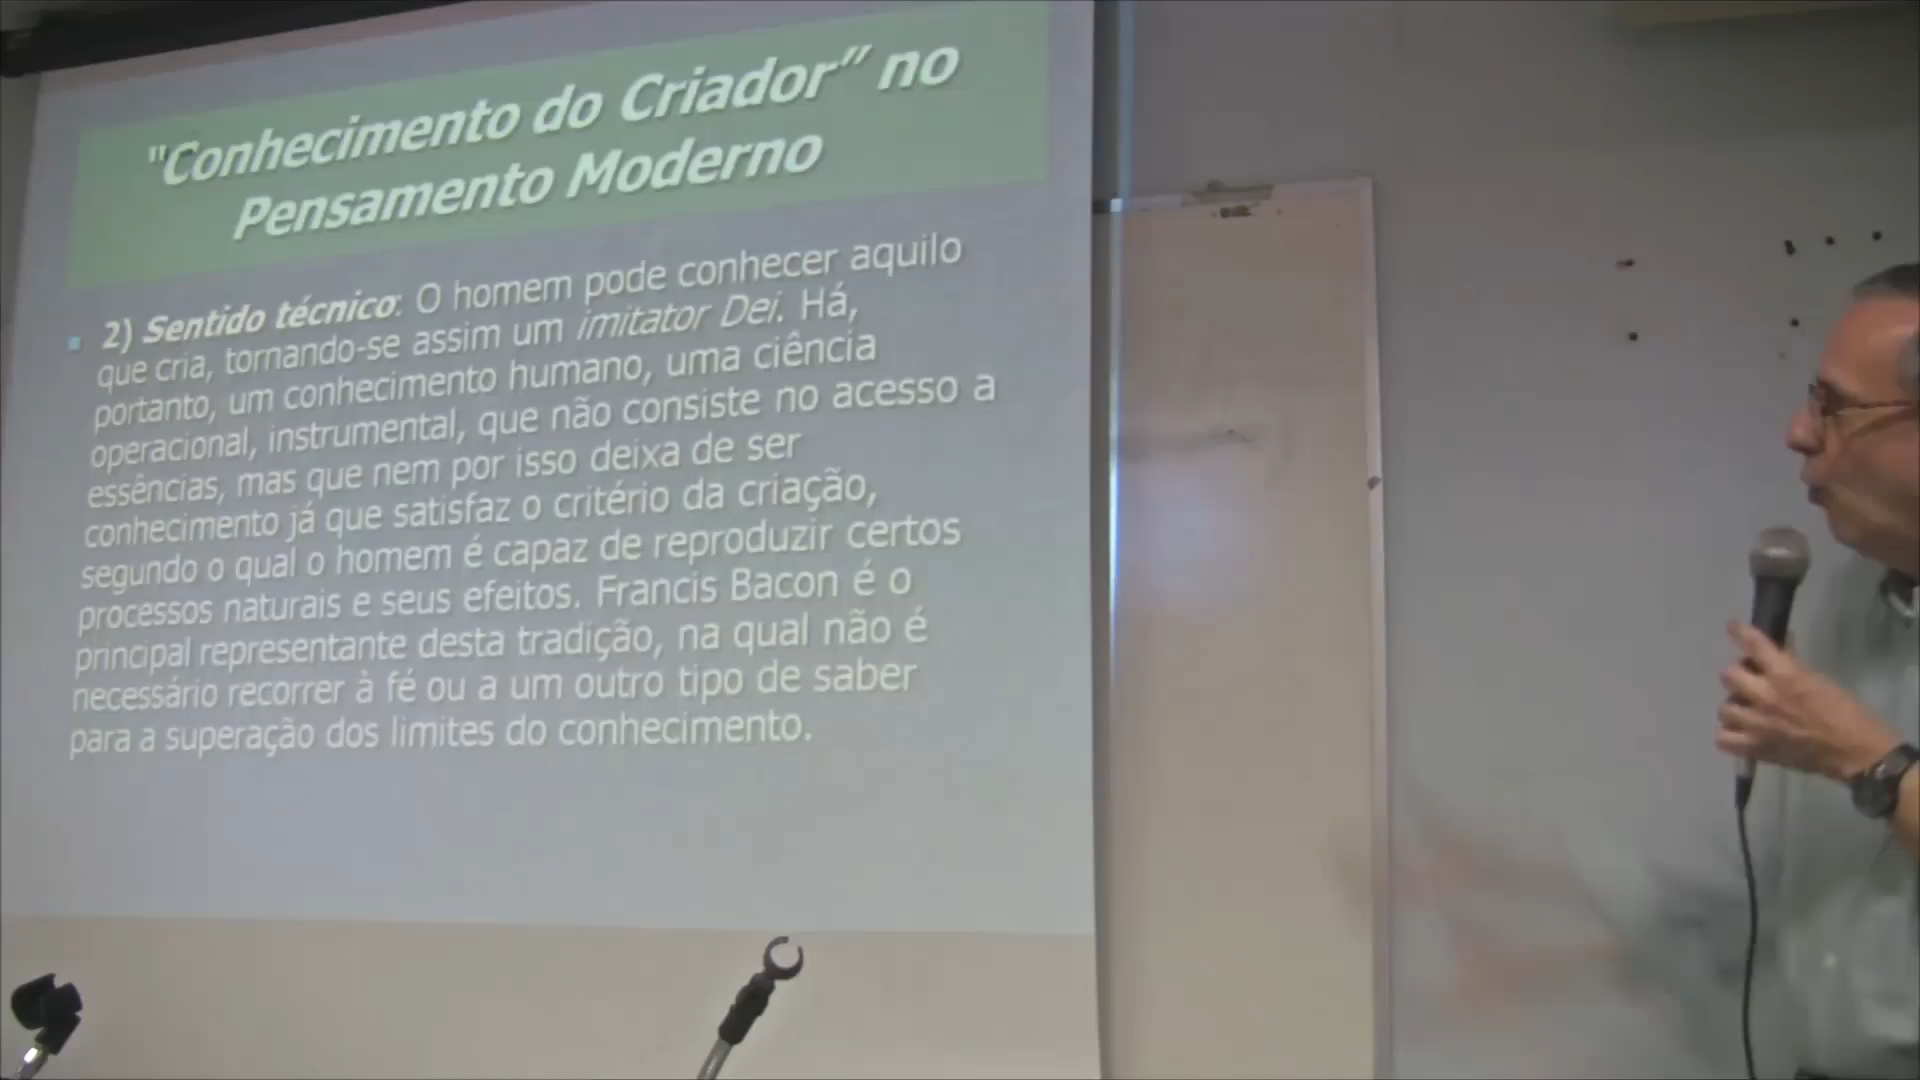 "Conhecimento do Criador” no
Pensamento Moderno
2) Sentido técnico: O homem pode conhecer aquilo
que cria, tornando-se assim um imitator Dei. Há,
portanto, um conhecimento humano, uma ciência
operacional, instrumental, que não consiste no acesso a
essências, mas que nem por isso deixa de ser
conhecimento já que satisfaz o critério da criação,
segundo o qual o homem é capaz de reproduzir certos
processos naturais e seus efeitos. Francis Bacon é o
principal representante desta tradição, na qual não é
necessário recorrer à fé ou a um outro tipo de saber
para a superação dos limites do conhecimento.